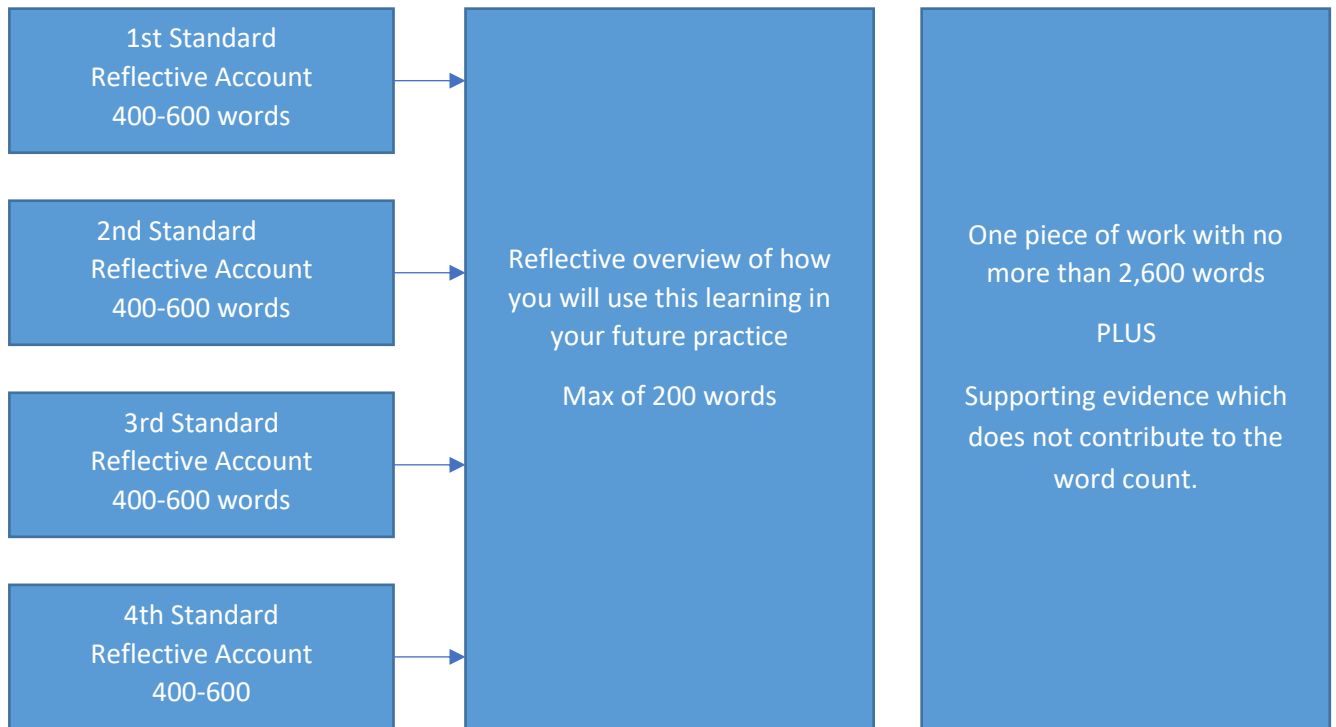 1st Standard
Reflective Account
400-600 words
2nd Standard
Reflective Account
400-600 words
3rd Standard
Reflective Account
400-600 words
4th Standard
Reflective Account
400-600
Reflective overview of how
you will use this learning in
your future practice
Max of 200 words
One piece of work with no
more than 2,600 words
PLUS
Supporting evidence which
does not contribute to the
word count.